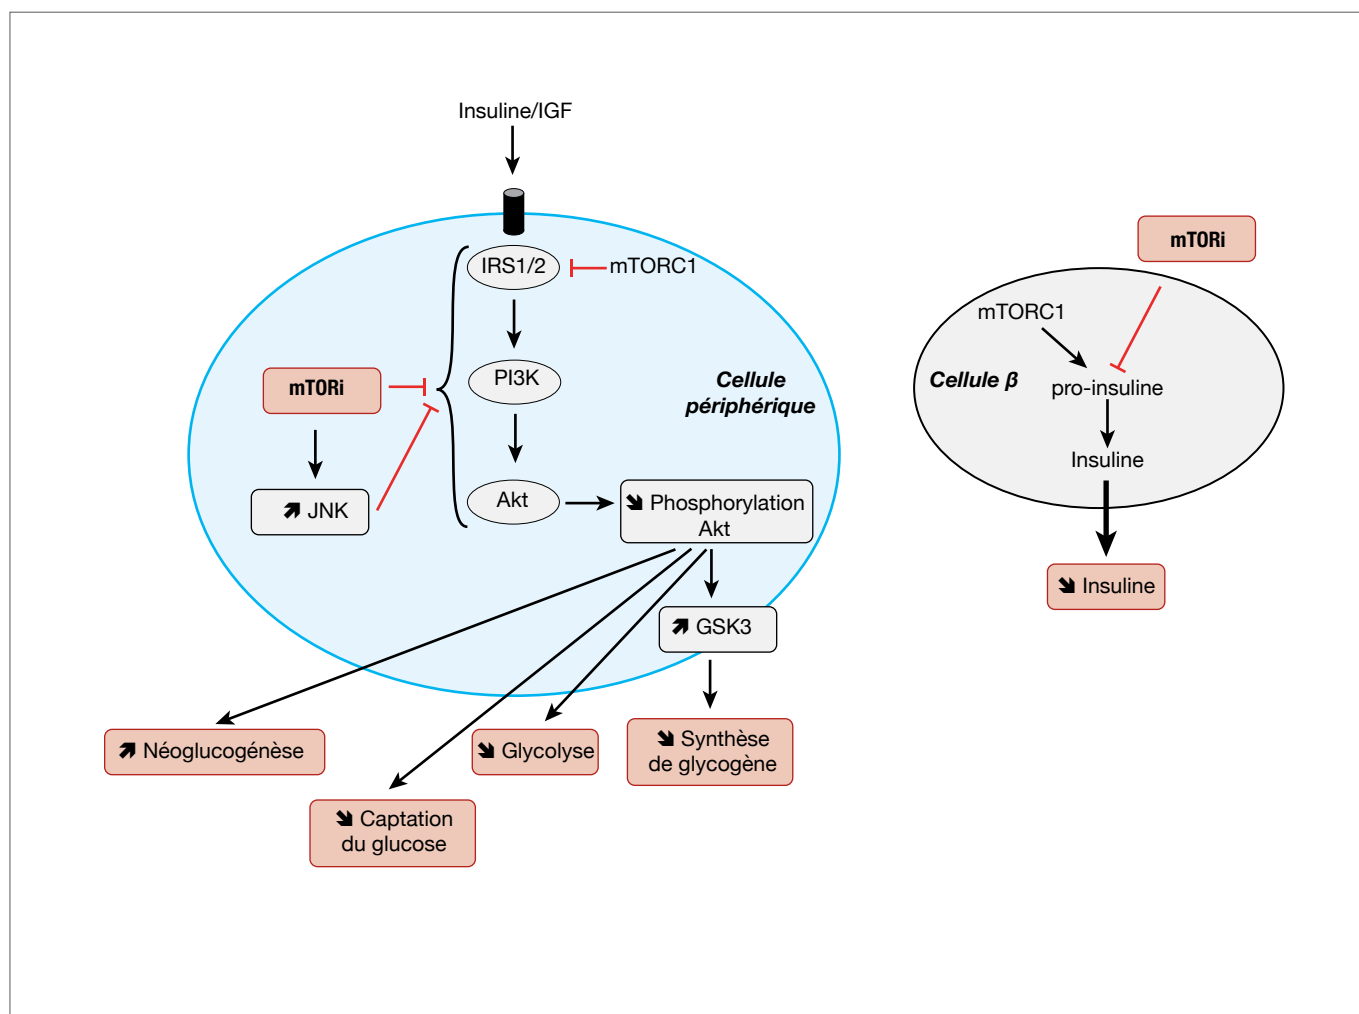 Insuline/IGF
IRS1/2
mTORC1
PI3K
mTORi
Cellule
périphérique
JNK
Akt
Phosphorylation
Akt
GSK3
Néoglucogénèse
Glycolyse
Synthèse
de glycogène
Captation
du glucose
mTORi
mTORC1
Cellule β
pro-insuline
Insuline
Insuline